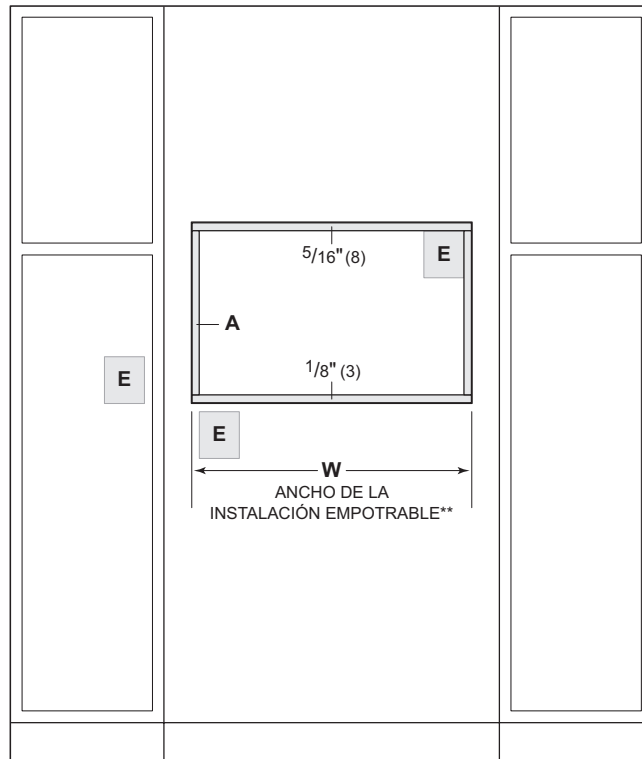 5/16" (8)
E
A
1/8" (3)
E
E
W
ANCHO DE LA
INSTALACIÓN EMPOTRABLE**